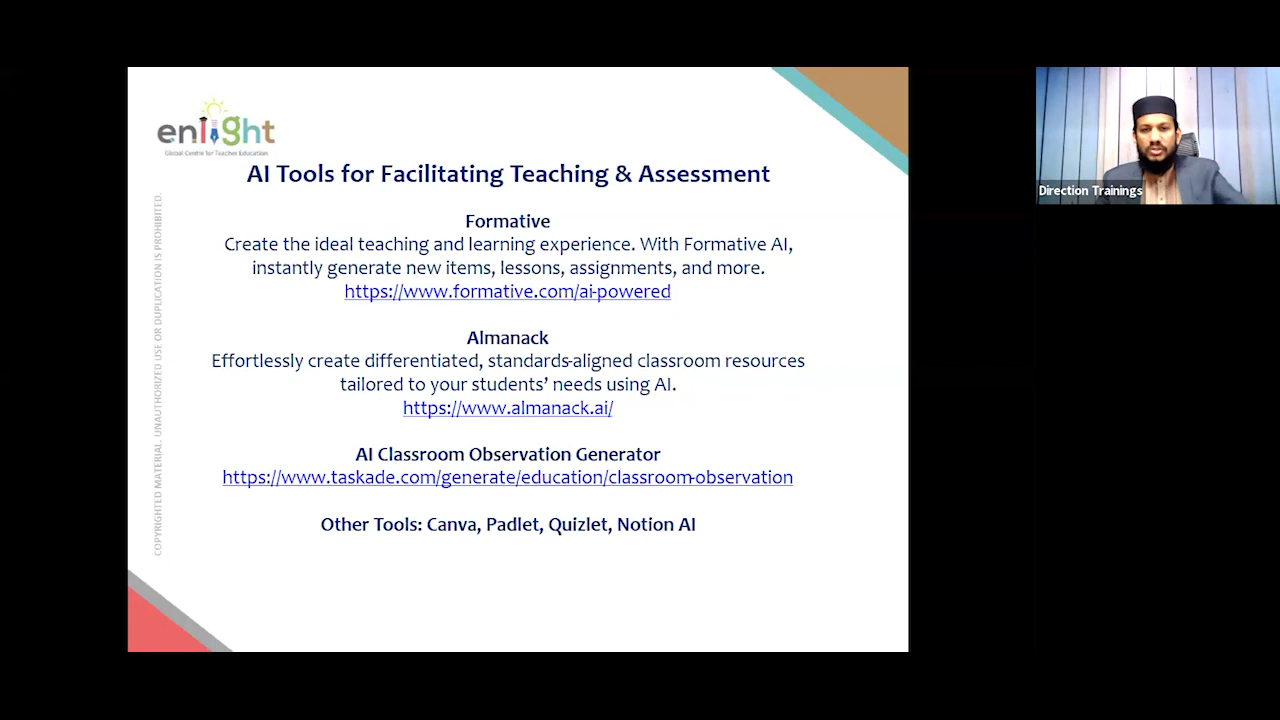 enlight
Global Centre for Teacher Education
AI Tools for Facilitating Teaching & Assessment
Formative
Create the ideal teaching and learning experience. With Formative AI,
instantly generate new items, lessons, assignments, and more.
https://www.formative.com/ai-powered
Almanack
Effortlessly create differentiated, standards-aligned classroom resources
tailored to your students’ needs using AI.
https://www.almanack.ai/
AI Classroom Observation Generator
https://www.taskade.com/generate/education/classroom-observation
Other Tools: Canva, Padlet, Quizlet, Notion AI
COPYRIGHTED MATERIAL. UNAUTHORIZED USE OR DUPLICATION IS PROHIBITED.
Direction Trainings